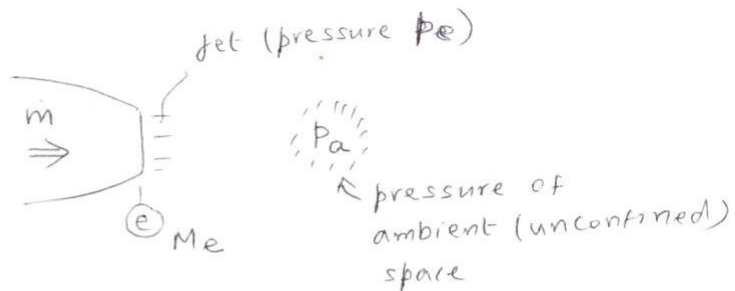 jet (pressure pe)
ṁ
Pa
pressure of
ambient (unconfined)
space
e Me